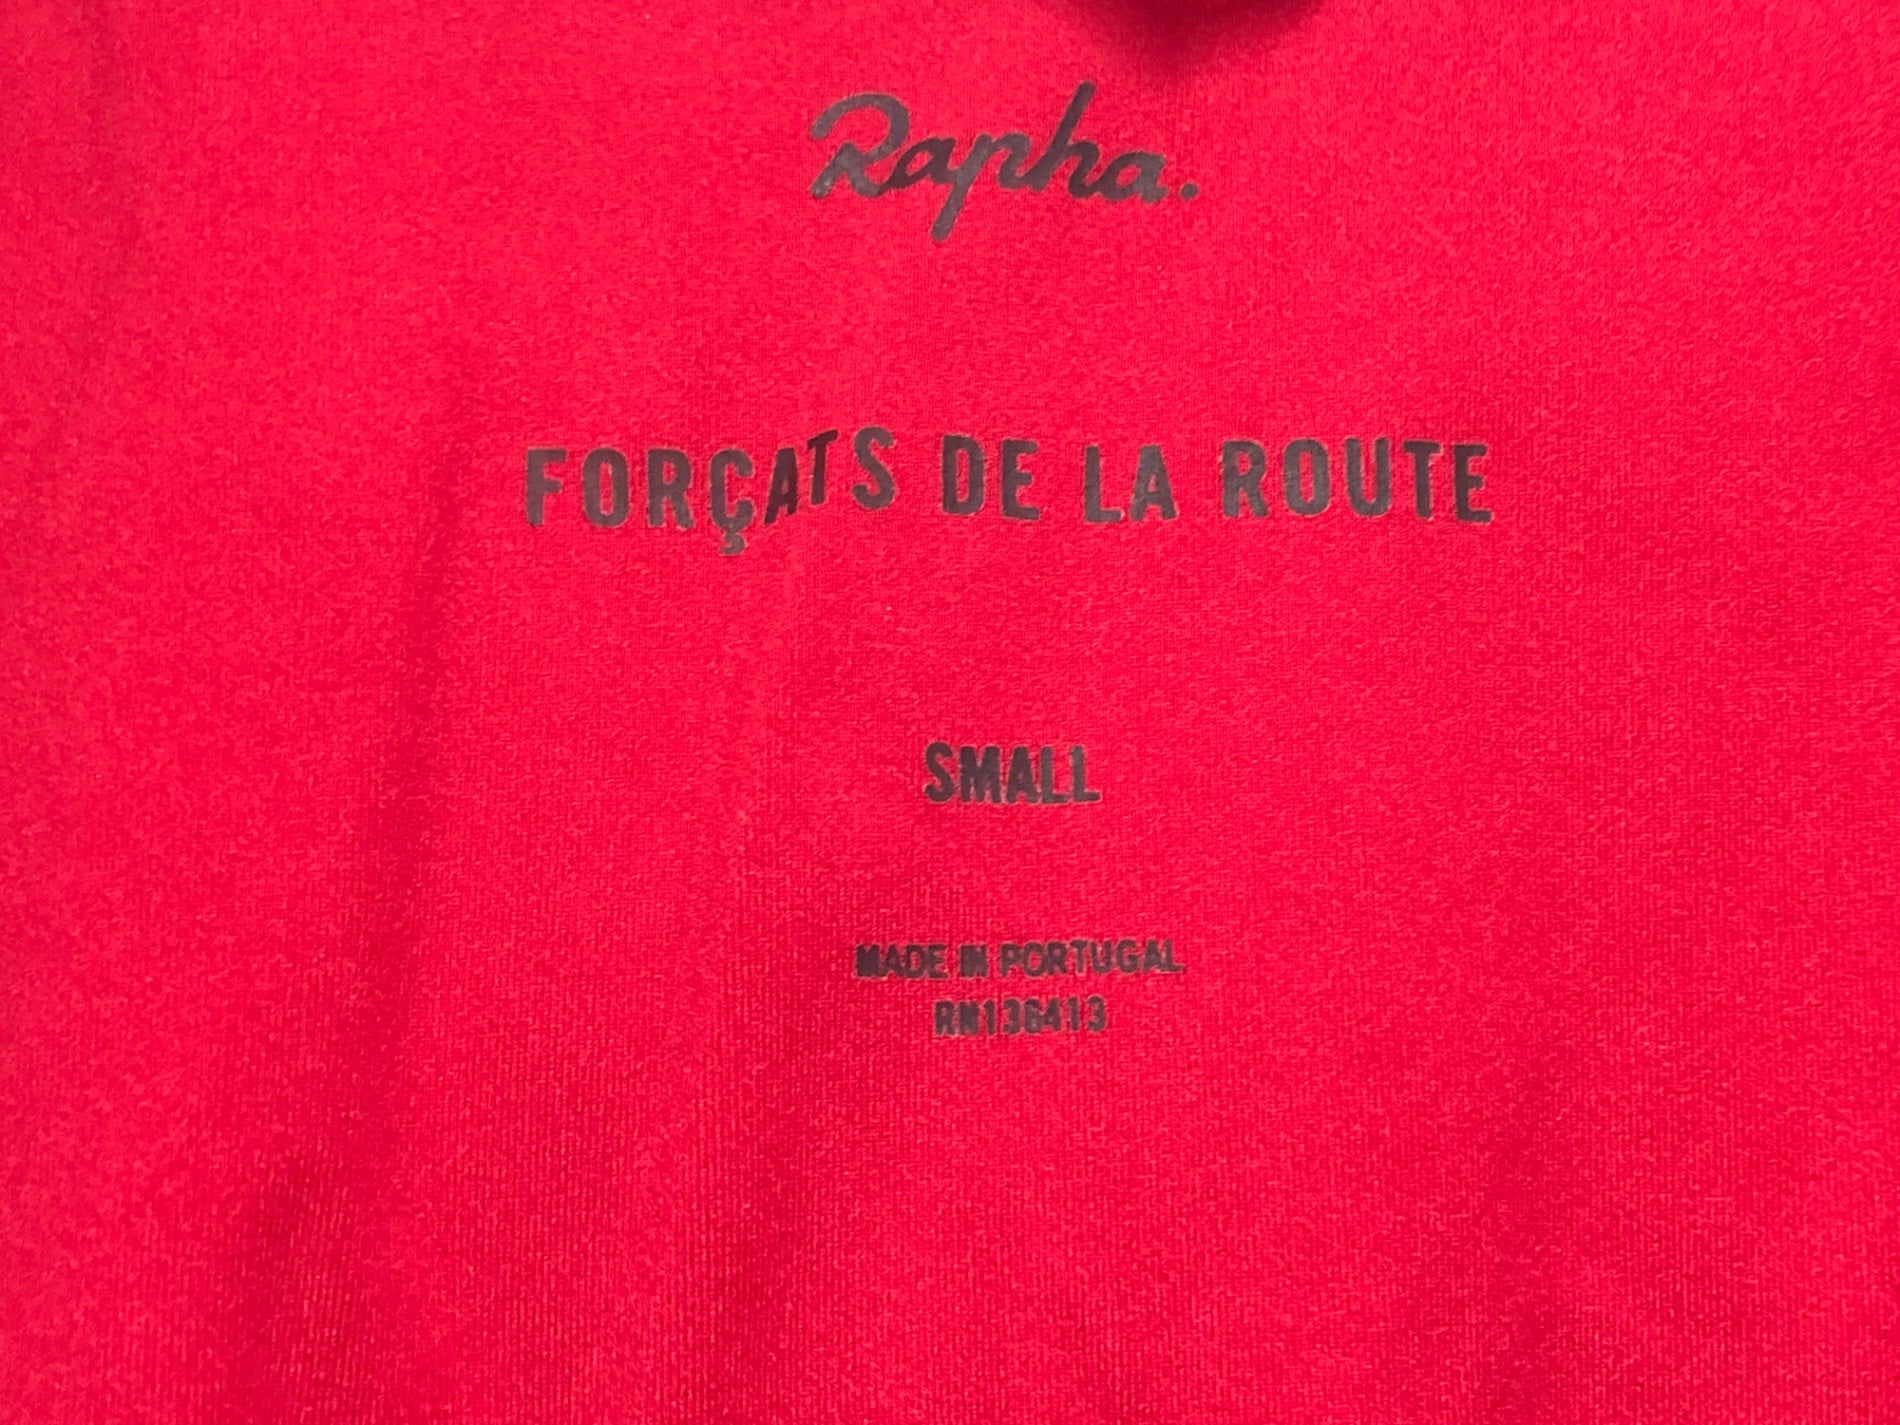 Rapha.
FORÇATS DE LA ROUTE
SMALL
MADE IN PORTUGAL
RN136413